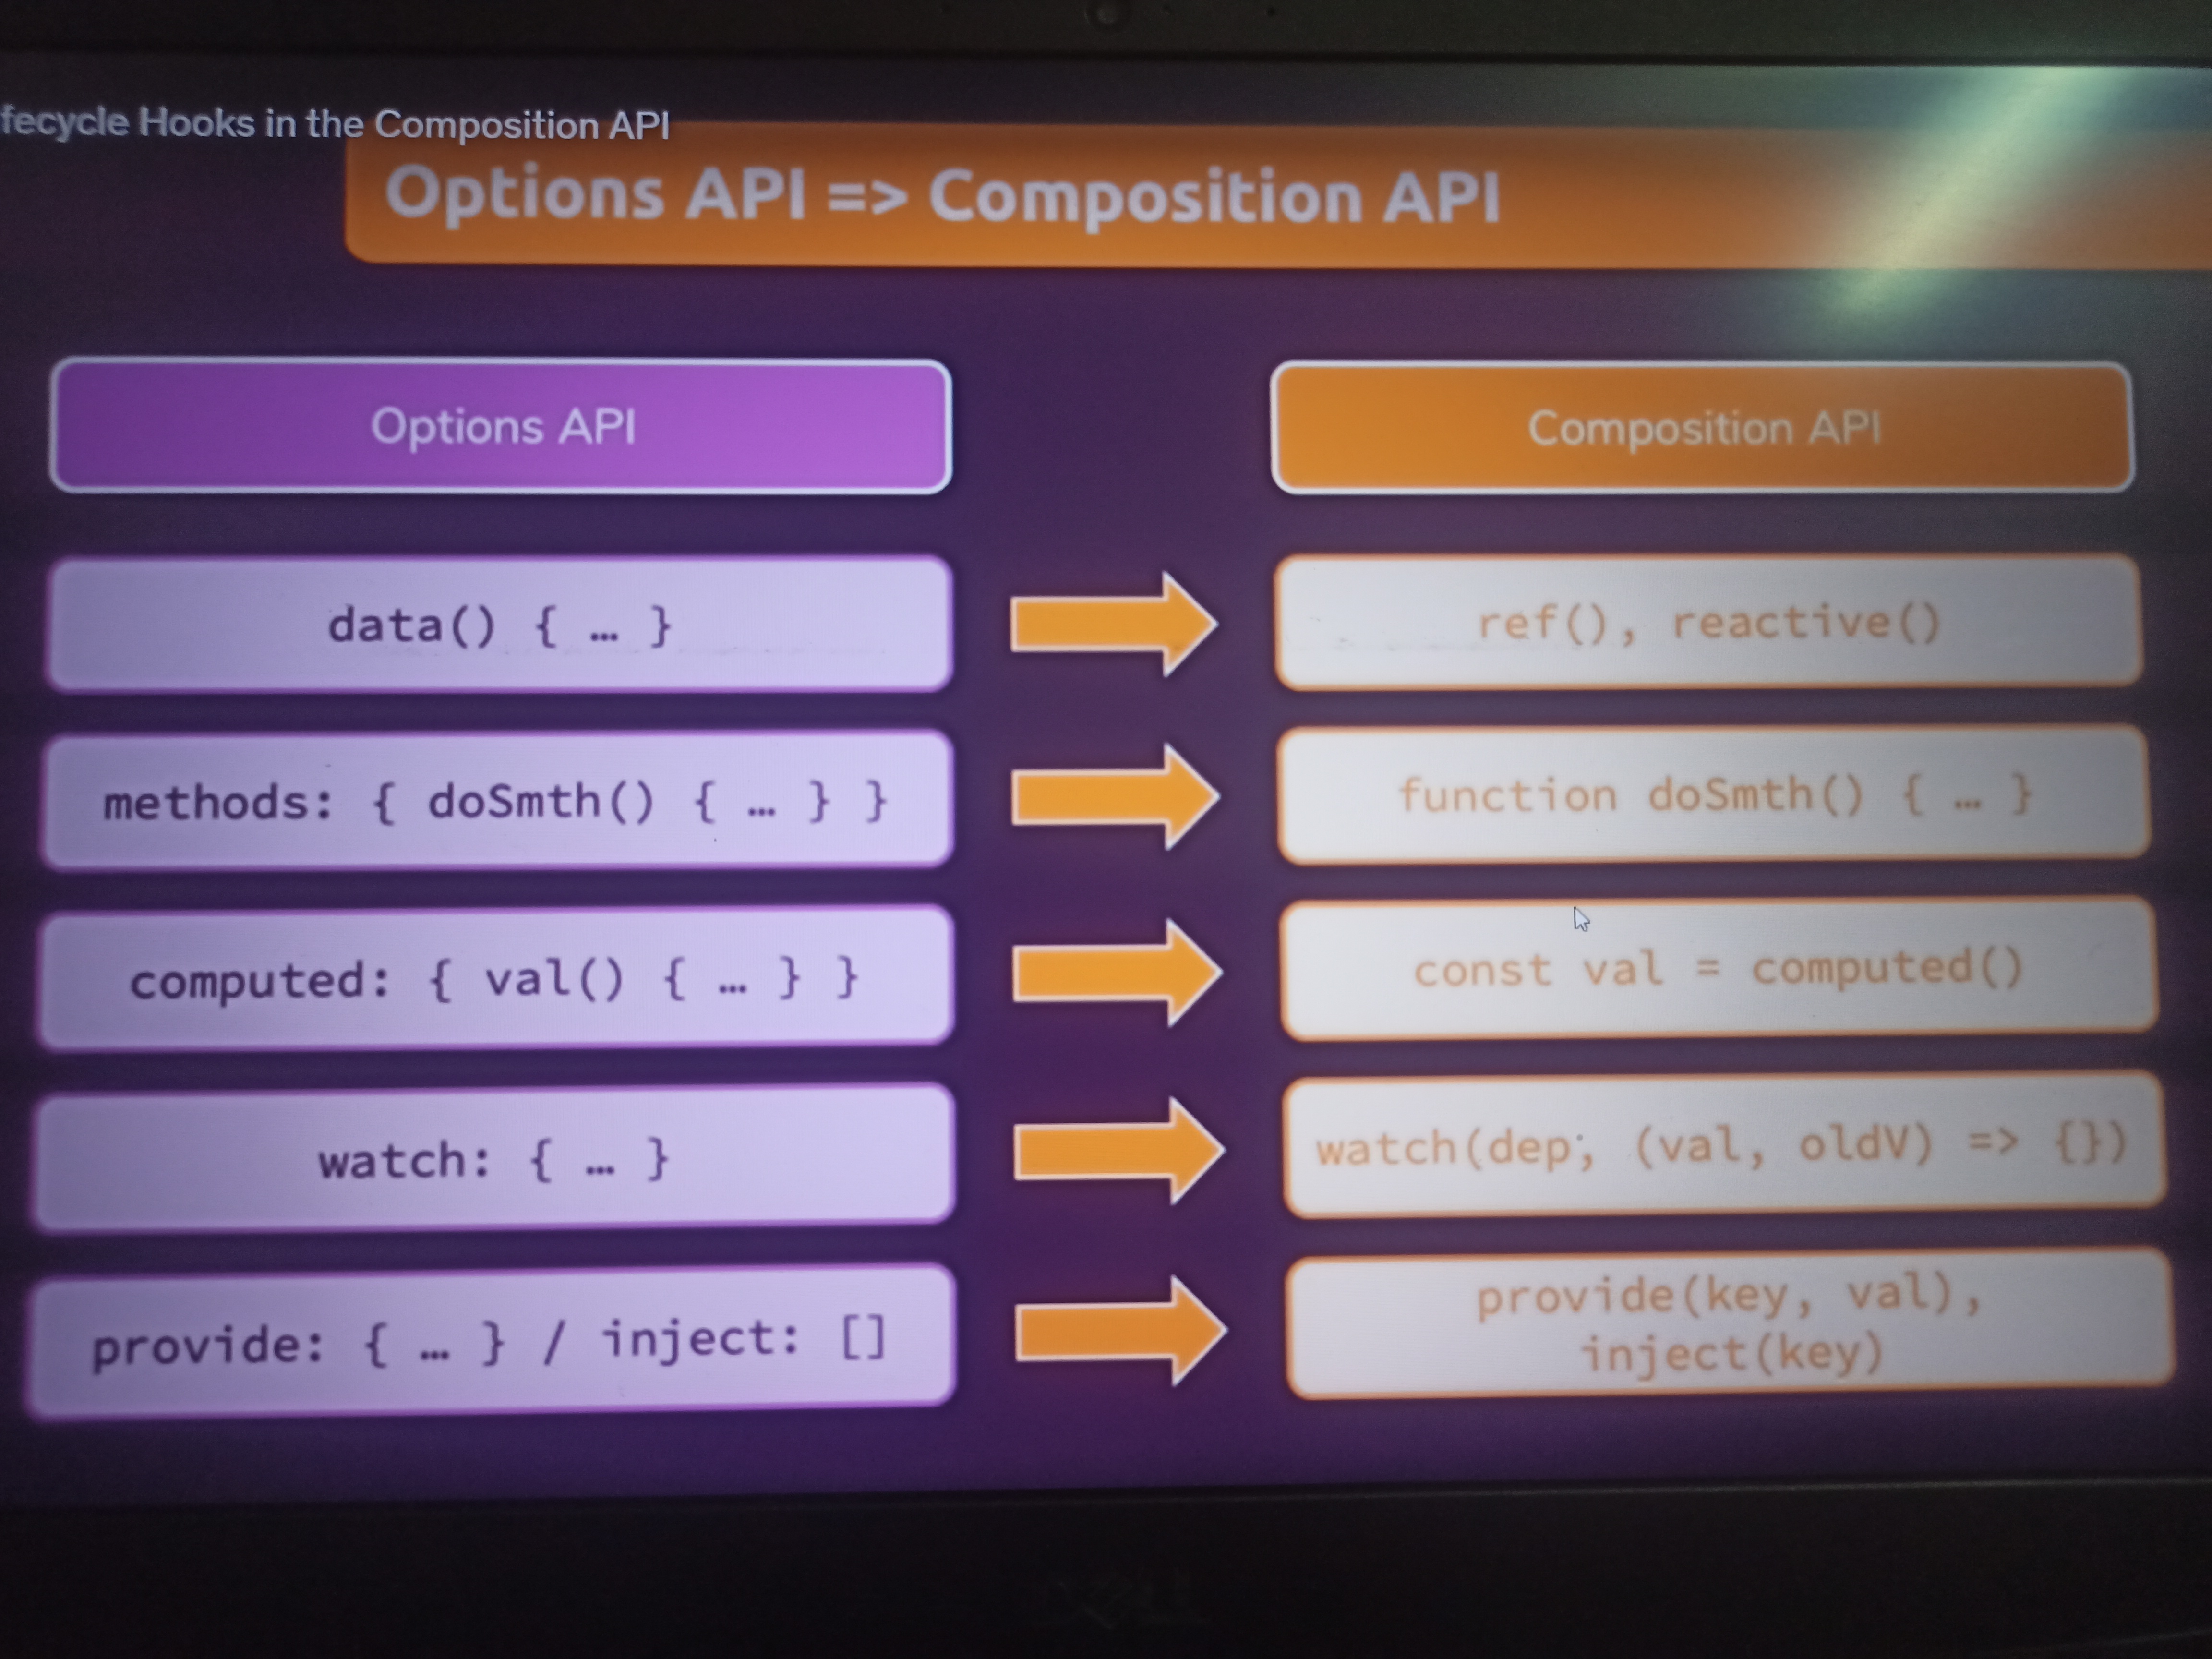 fecycle Hooks in the Composition API
Options API => Composition API
Options API
Composition API
data() { … }
ref(), reactive()
methods: { doSmth() { … } }
function doSmth() { … }
computed: { val() { … } }
const val = computed()
watch: { … }
watch(dep, (val, oldV) => {})
provide: { … } / inject: []
provide(key, val),
inject(key)